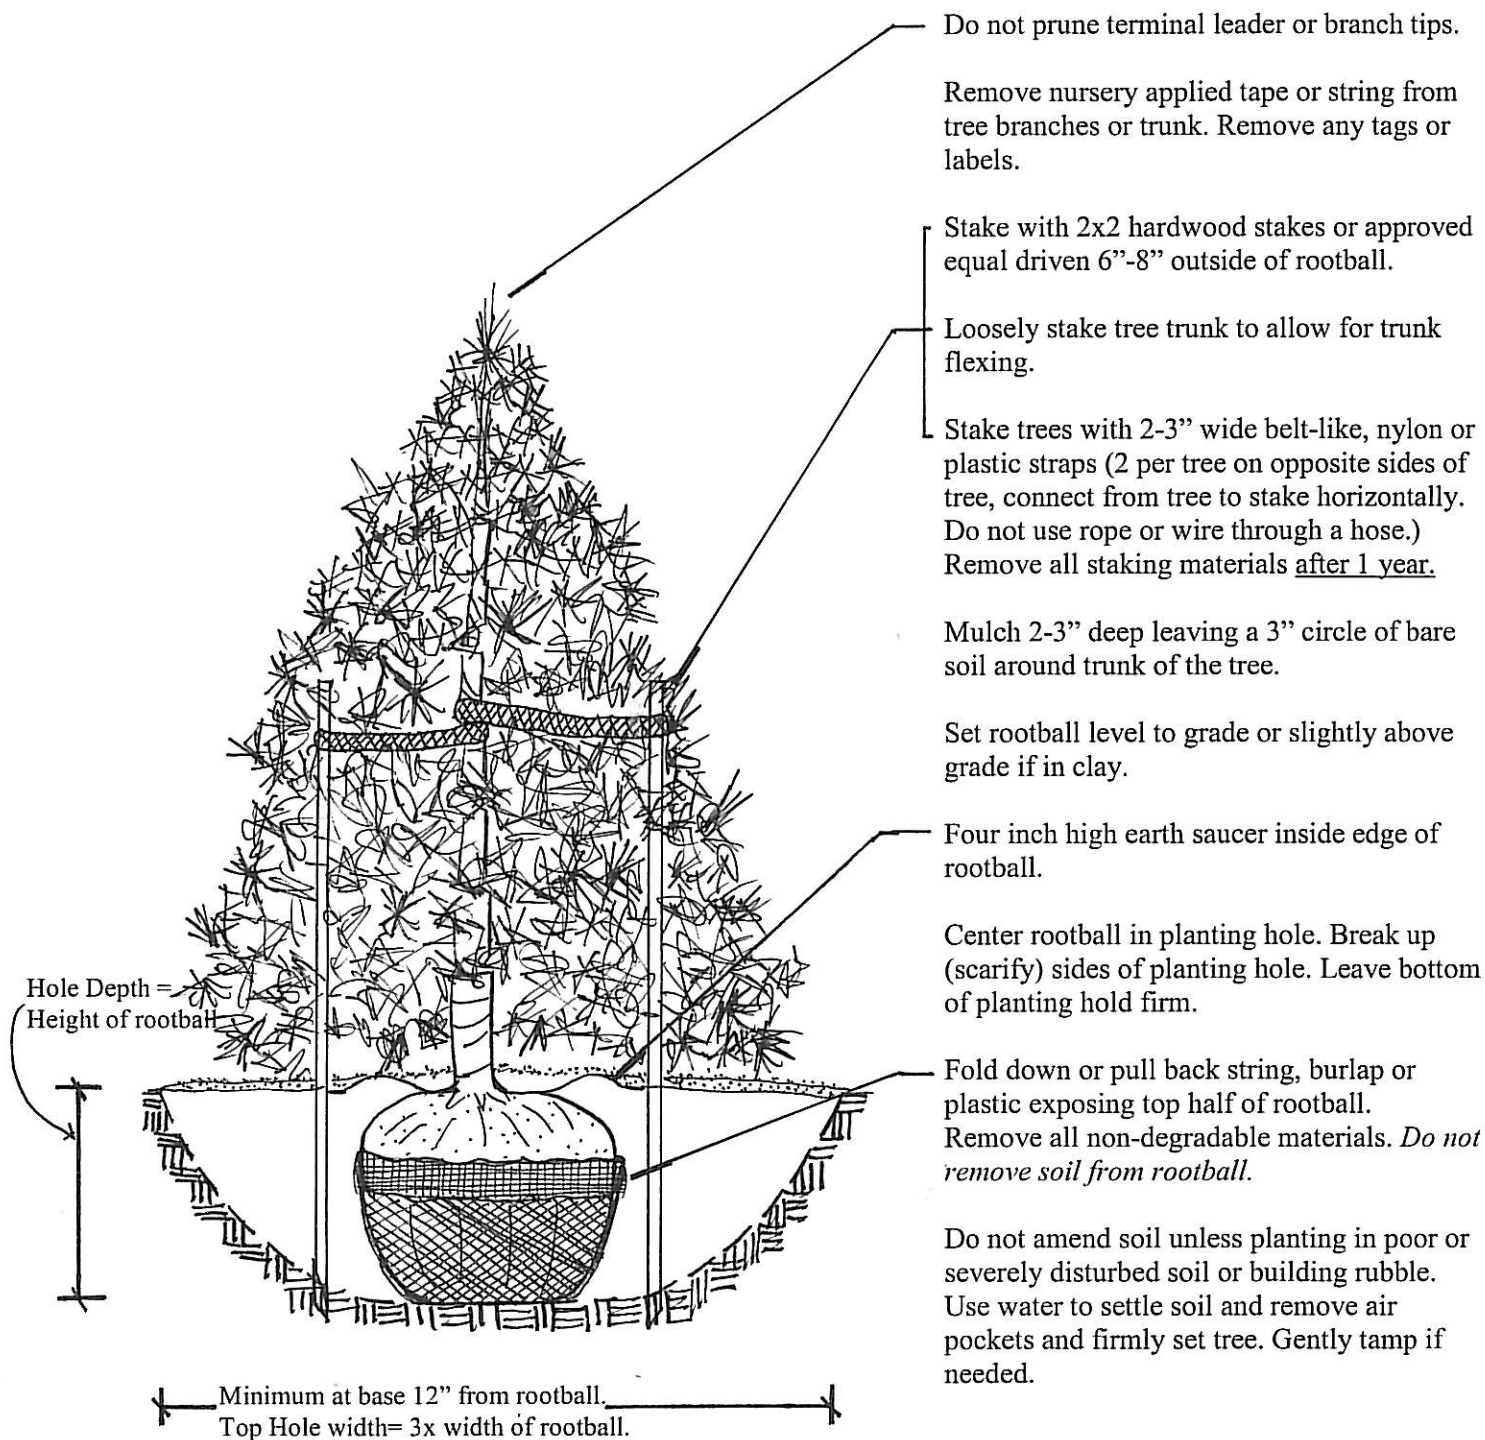 Do not prune terminal leader or branch tips.
Remove nursery applied tape or string from
tree branches or trunk. Remove any tags or
labels.
Stake with 2x2 hardwood stakes or approved
equal driven 6”-8” outside of rootball.
Loosely stake tree trunk to allow for trunk
flexing.
Stake trees with 2-3” wide belt-like, nylon or
plastic straps (2 per tree on opposite sides of
tree, connect from tree to stake horizontally.
Do not use rope or wire through a hose.)
Remove all staking materials after 1 year.
Mulch 2-3” deep leaving a 3” circle of bare
soil around trunk of the tree.
Set rootball level to grade or slightly above
grade if in clay.
Four inch high earth saucer inside edge of
rootball.
Center rootball in planting hole. Break up
(scarify) sides of planting hole. Leave bottom
of planting hold firm.
Fold down or pull back string, burlap or
plastic exposing top half of rootball.
Remove all non-degradable materials. Do not
remove soil from rootball.
Do not amend soil unless planting in poor or
severely disturbed soil or building rubble.
Use water to settle soil and remove air
pockets and firmly set tree. Gently tamp if
needed.
Hole Depth =
Height of rootball
Minimum at base 12” from rootball.
Top Hole width= 3x width of rootball.